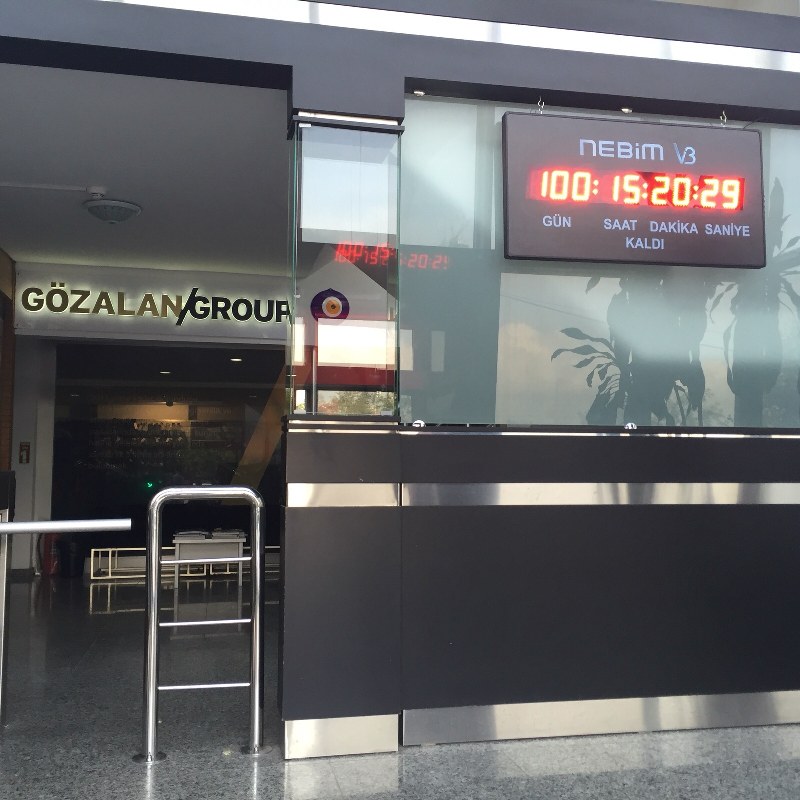 NEBIM V3
100:15:20:29
GÜN SAAT DAKİKA SANİYE
KALDI
GÖZALAN/GROUP